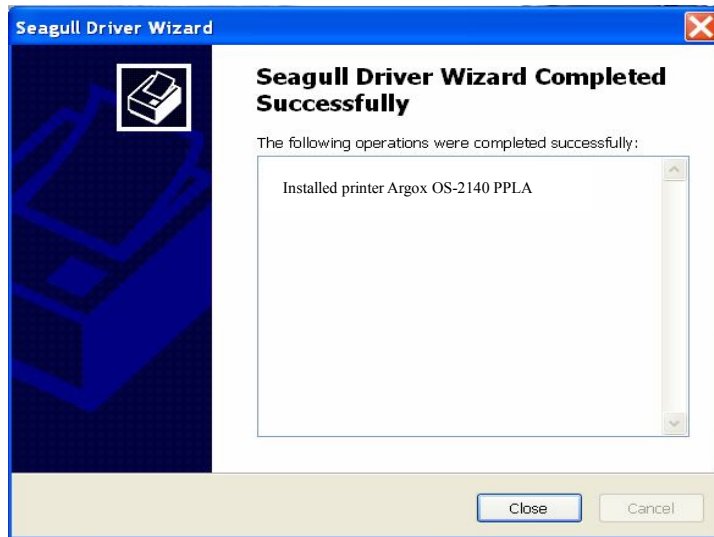 Seagull Driver Wizard
Seagull Driver Wizard Completed
Successfully
The following operations were completed successfully:
Installed printer Argox OS-2140 PPLA
Close
Cancel